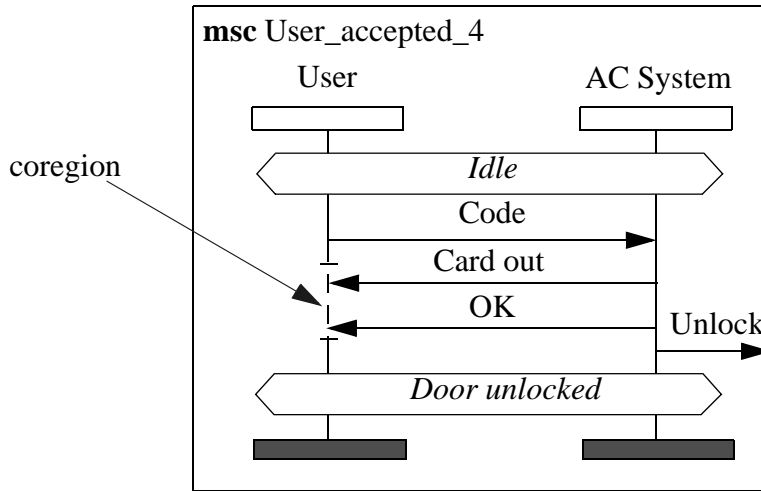 msc User_accepted_4
User
AC System
Idle
coregion
Code
Card out
OK
Unlock
Door unlocked